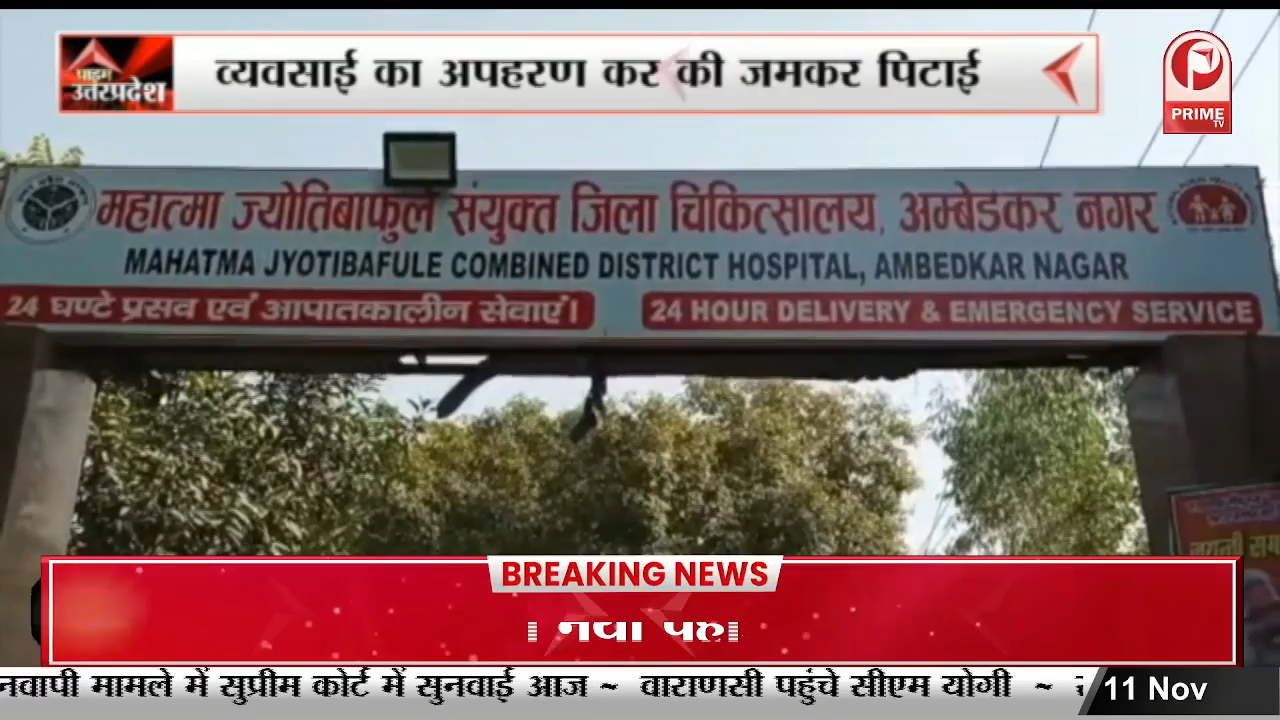 प्राइम
उत्तरप्रदेश
व्यवसाई का अपहरण कर की जमकर पिटाई
PRIME
TV
महात्मा ज्योतिबाफुले संयुक्त जिला चिकित्सालय, अम्बेडकर नगर
MAHATMA JYOTIBAFULE COMBINED DISTRICT HOSPITAL, AMBEDKAR NAGAR
24 घण्टे प्रसव एवं आपातकालीन सेवाएं।
24 HOUR DELIVERY & EMERGENCY SERVICE
BREAKING NEWS
नवापी मामले में सुप्रीम कोर्ट में सुनवाई आज ~ वाराणसी पहुंचे सीएम योगी ~
11 Nov